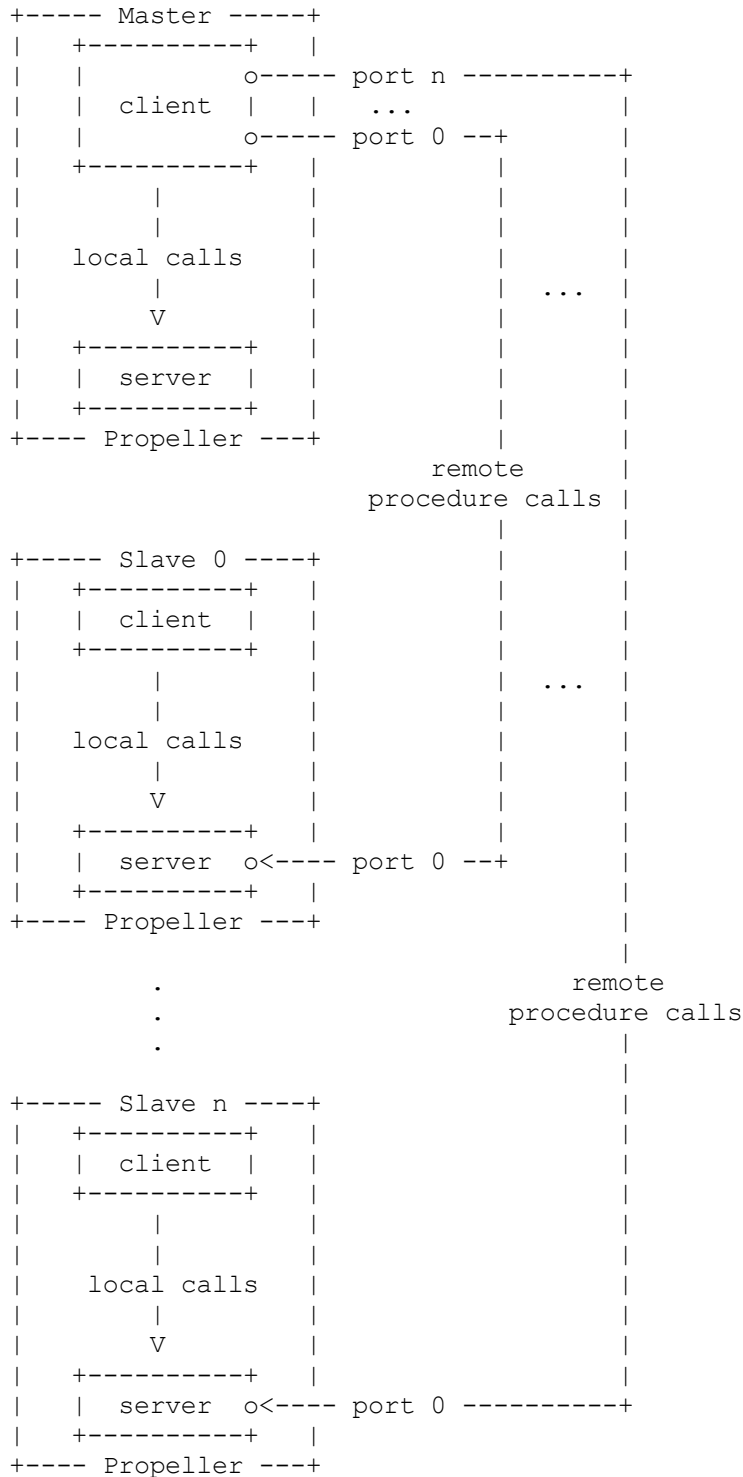 +----- Master -----+
|   +----------+   |
|   |          o----- port n ----------+
|   |  client  |   |   ...             |
|   |          o----- port 0 --+       |
|   +----------+   |           |       |
|        |         |           |       |
|        |         |           |       |
|   local calls    |           |       |
|        |         |           |  ...  |
|        V         |           |       |
|   +----------+   |           |       |
|   |  server  |   |           |       |
|   +----------+   |           |       |
+---- Propeller ---+           |       |
                           remote      |
                       procedure calls |
                               |       |
+----- Slave 0 ----+           |       |
|   +----------+   |           |       |
|   |  client  |   |           |       |
|   +----------+   |           |       |
|        |         |           |  ...  |
|        |         |           |       |
|   local calls    |           |       |
|        |         |           |       |
|        V         |           |       |
|   +----------+   |           |       |
|   |  server  o<---- port 0 --+       |
|   +----------+   |                   |
+---- Propeller ---+                   |
                                       |
         .                          remote
         .                      procedure calls
         .                             |
                                       |
+----- Slave n ----+                   |
|   +----------+   |                   |
|   |  client  |   |                   |
|   +----------+   |                   |
|        |         |                   |
|        |         |                   |
|    local calls   |                   |
|        |         |                   |
|        V         |                   |
|   +----------+   |                   |
|   |  server  o<---- port 0 ----------+
|   +----------+   |
+---- Propeller ---+